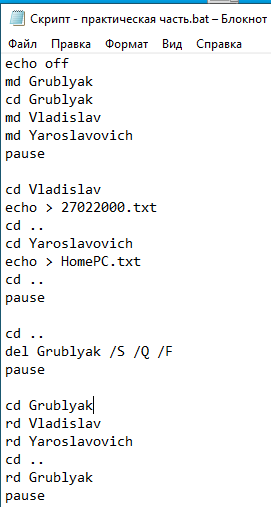 Скрипт - практическая часть.bat – Блокнот
Файл Правка Формат Вид Справка
echo off
md Grublyak
cd Grublyak
md Vladislav
md Yaroslavovich
pause
cd Vladislav
echo > 27022000.txt
cd ..
cd Yaroslavovich
echo > HomePC.txt
cd ..
pause
cd ..
del Grublyak /S /Q /F
pause
cd Grublyak
rd Vladislav
rd Yaroslavovich
cd ..
rd Grublyak
pause